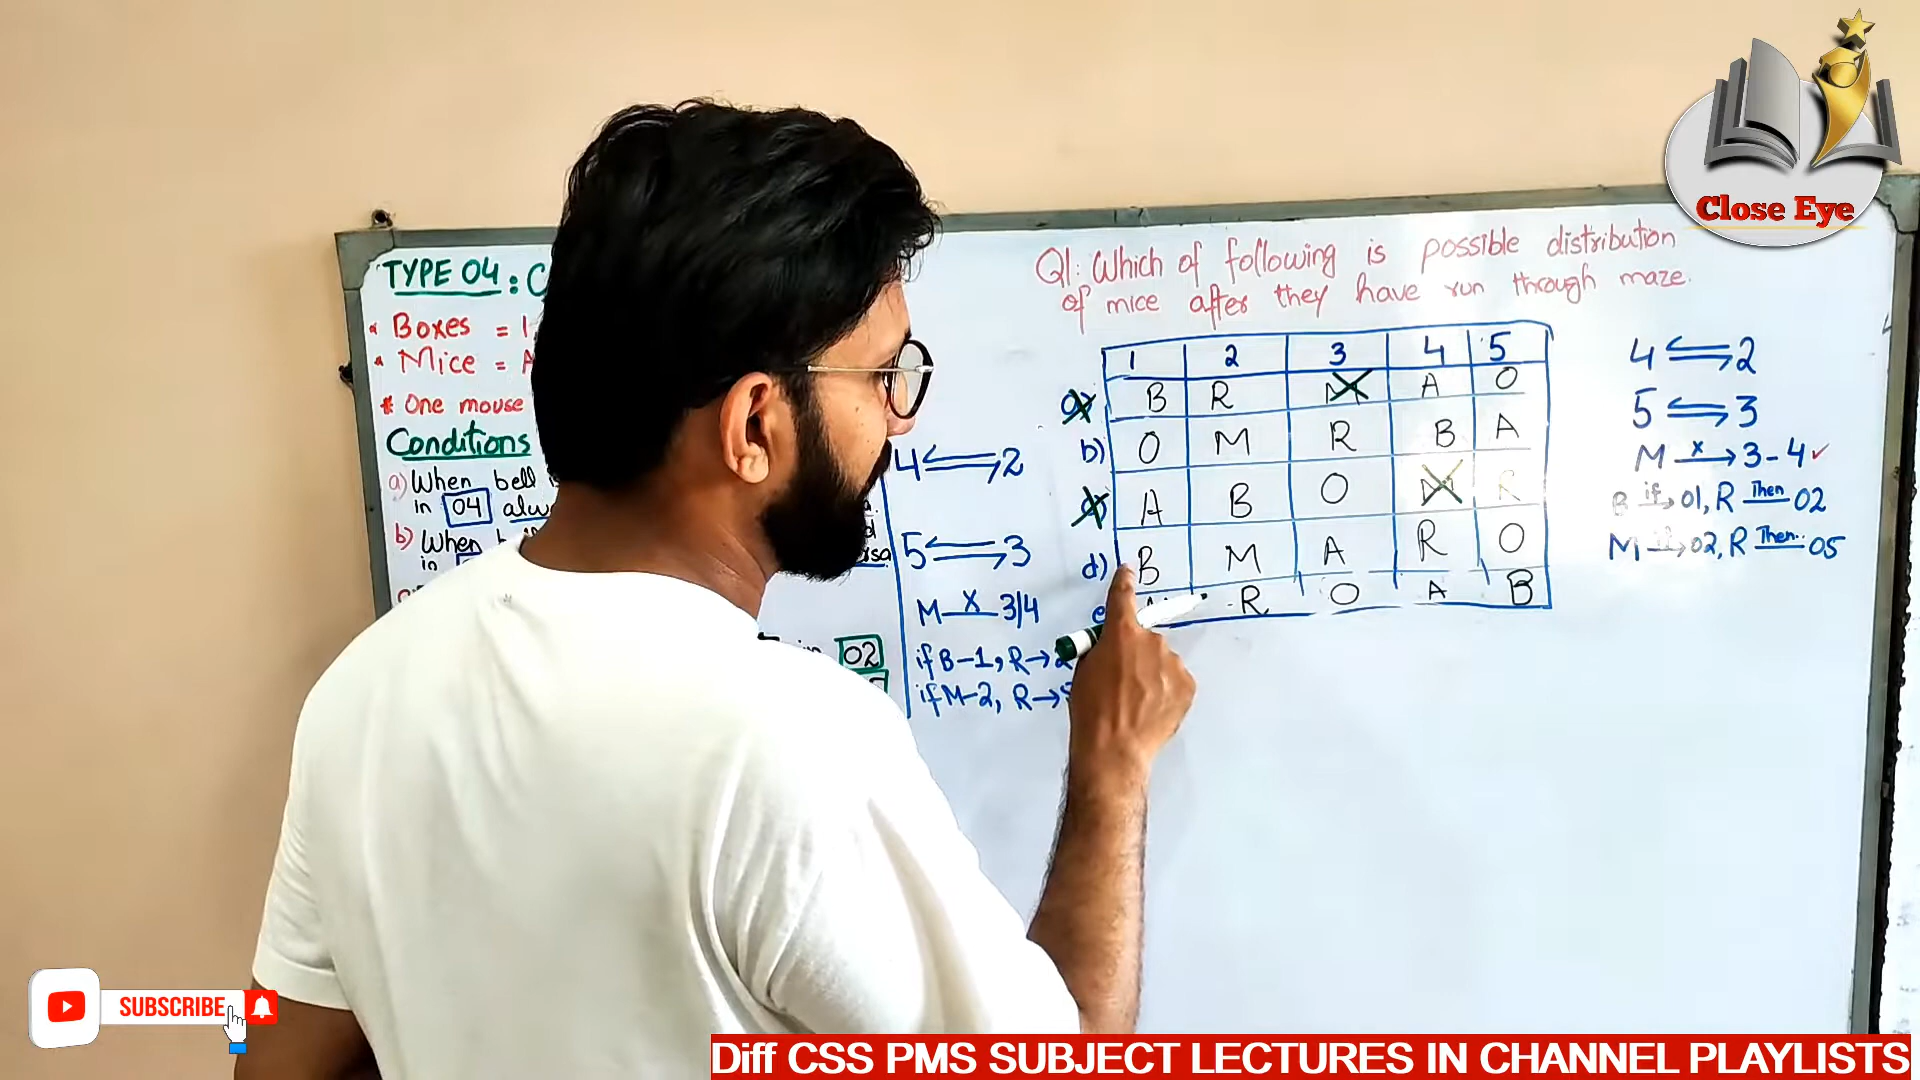 Close Eye
TYPE 04 :
* Boxes = 1
* Mice = A
* One mouse
Conditions
a) When bell
in 04
b) When
in
02
4 ⇌ 2
5 ⇌ 3
M x 3/4
if B-1, R→2
if M-2, R→5
Q1: Which of following is possible distribution
of mice after they have run through maze.
1 2 3 4 5
a) B R M A O
b) O M R B A
c) A B O M R
d) B M A R O
e R O A B
4 ⇌ 2
5 ⇌ 3
M x→ 3-4 ✓
B if→ 01, R Then 02
M if→ 02, R Then 05
SUBSCRIBE
Diff CSS PMS SUBJECT LECTURES IN CHANNEL PLAYLISTS